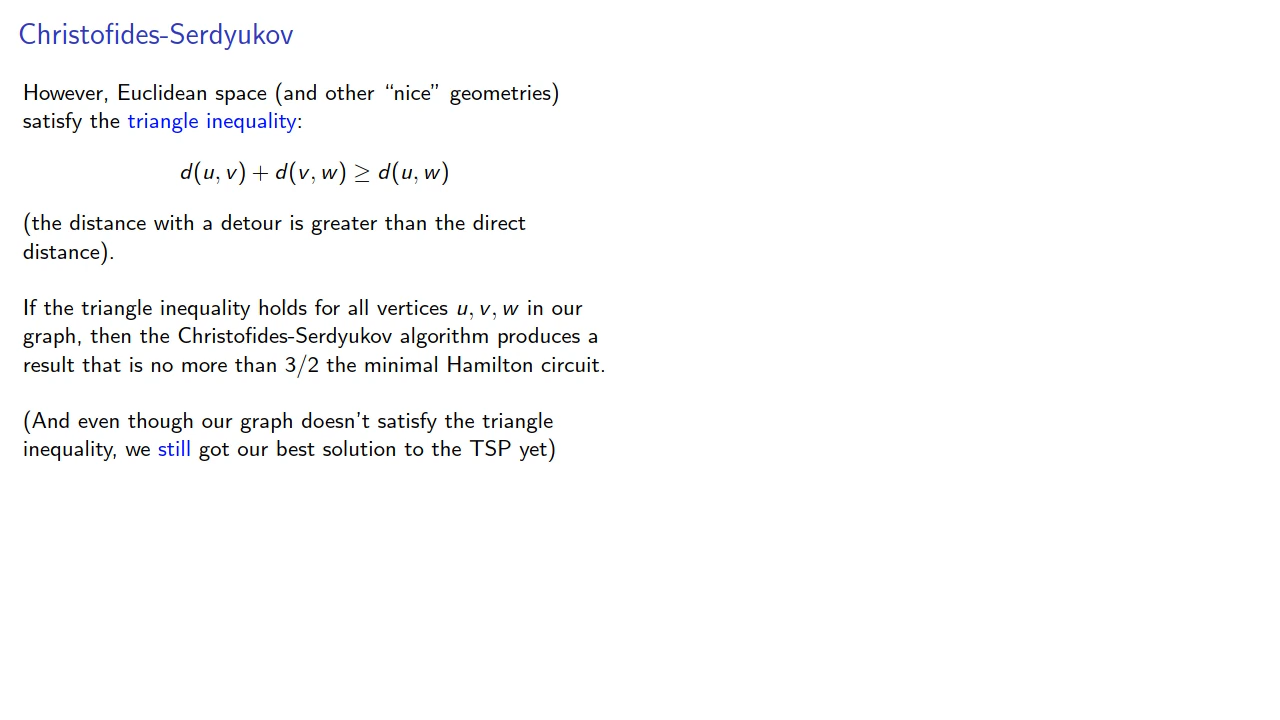 Christofides-Serdyukov
However, Euclidean space (and other “nice” geometries)
satisfy the triangle inequality:
d(u, v) + d(v, w) ≥ d(u, w)
(the distance with a detour is greater than the direct
distance).
If the triangle inequality holds for all vertices u, v, w in our
graph, then the Christofides-Serdyukov algorithm produces a
result that is no more than 3/2 the minimal Hamilton circuit.
(And even though our graph doesn’t satisfy the triangle
inequality, we still got our best solution to the TSP yet)